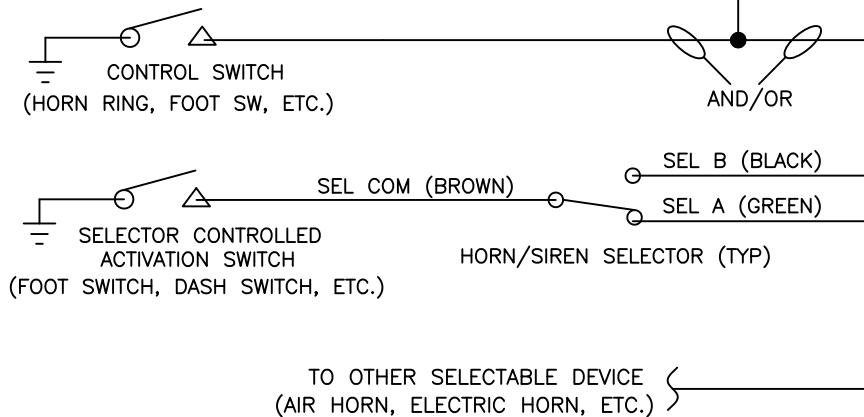 CONTROL SWITCH
(HORN RING, FOOT SW, ETC.)
AND/OR
SEL B (BLACK)
SEL COM (BROWN)
SEL A (GREEN)
SELECTOR CONTROLLED
ACTIVATION SWITCH
(FOOT SWITCH, DASH SWITCH, ETC.)
HORN/SIREN SELECTOR (TYP)
TO OTHER SELECTABLE DEVICE
(AIR HORN, ELECTRIC HORN, ETC.)